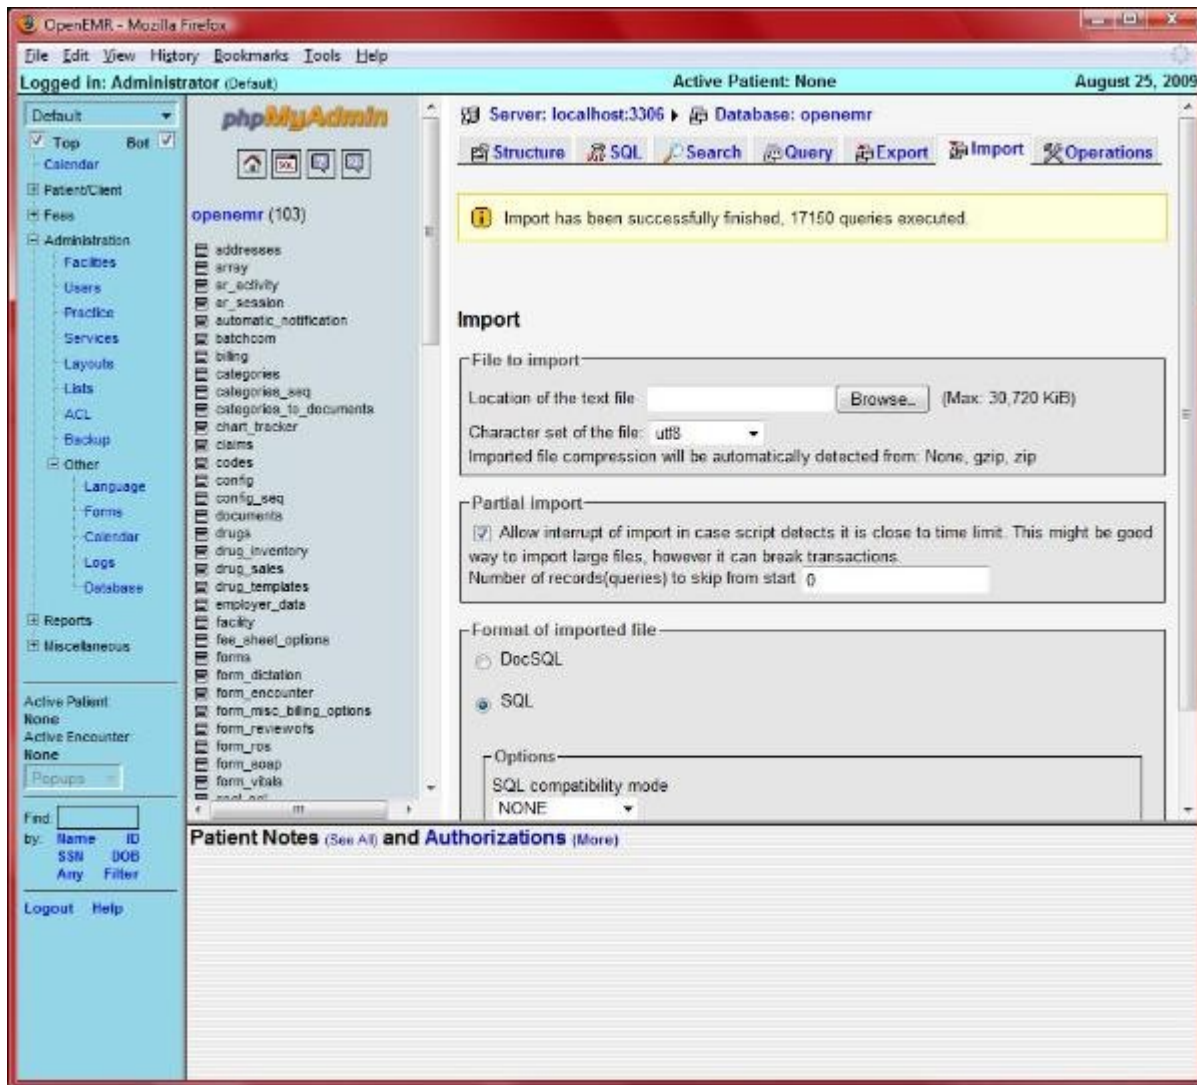 OpenEMR - Mozilla Firefox
File Edit View History Bookmarks Tools Help
Logged in: Administrator (Default) Active Patient: None August 25, 2009
Default
Top Bot
Calendar
Patient/Client
Fees
Administration
Facilities
Users
Practice
Services
Layouts
Lists
ACL
Backup
Other
Language
Forms
Calendar
Logs
Database
Reports
Miscellaneous
Active Patient
None
Active Encounter
None
Popups
Find:
by: Name ID
SSN DOB
Any Filter
Logout Help
phpMyAdmin
SQL
openemr (103)
addresses
array
ar_activity
ar_session
automatic_notification
batchcom
billing
categories
categories_seq
categories_to_documents
chart_tracker
claims
codes
config
config_seq
documents
drugs
drug_inventory
drug_sales
drug_templates
employer_data
facility
fee_sheet_options
forms
form_dictation
form_encounter
form_misc_billing_options
form_reviewofs
form_ros
form_soap
form_vitals
Server: localhost:3306 Database: openemr
Structure SQL Search Query Export Import Operations
Import has been successfully finished, 17150 queries executed.
Import
File to import
Location of the text file Browse... (Max: 30,720 KiB)
Character set of the file: utf8
Imported file compression will be automatically detected from: None, gzip, zip
Partial import
Allow interrupt of import in case script detects it is close to time limit. This might be good
way to import large files, however it can break transactions.
Number of records(queries) to skip from start 0
Format of imported file
DocSQL
SQL
Options
SQL compatibility mode
NONE
Patient Notes (See All) and Authorizations (More)